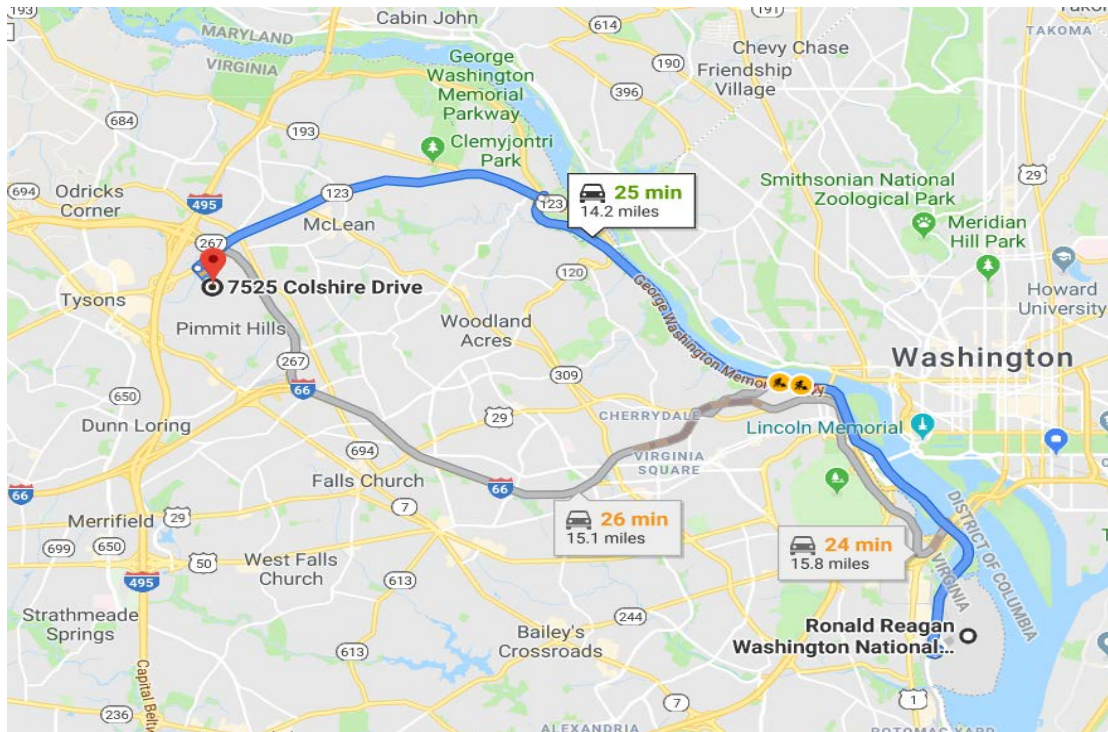 193
Cabin John
614
191
TAKOMA
MARYLAND
VIRGINIA
George
Washington
Memorial
Parkway
Chevy Chase
Friendship
Village
190
396
684
193
Clemyjontri
Park
694
Odricks
Corner
495
123
McLean
123
25 min
14.2 miles
Smithsonian National
Zoological Park
29
Meridian
Hill Park
267
7525 Colshire Drive
Tysons
120
Howard
University
Pimmit Hills
Woodland
Acres
George Washington Memorial
Washington
267
66
309
650
29
CHERRYDALE
Lincoln Memorial
Dunn Loring
694
VIRGINIA
SQUARE
Falls Church
66
66
7
26 min
15.1 miles
24 min
15.8 miles
DISTRICT OF COLUMBIA
VIRGINIA
Merrifield
29
699
650
50
West Falls
Church
613
495
Strathmeade
Springs
244
Bailey's
Crossroads
Ronald Reagan
Washington National...
613
Capital Beltw
7
1
236
ALEXANDRIA
POTOMAC YARD